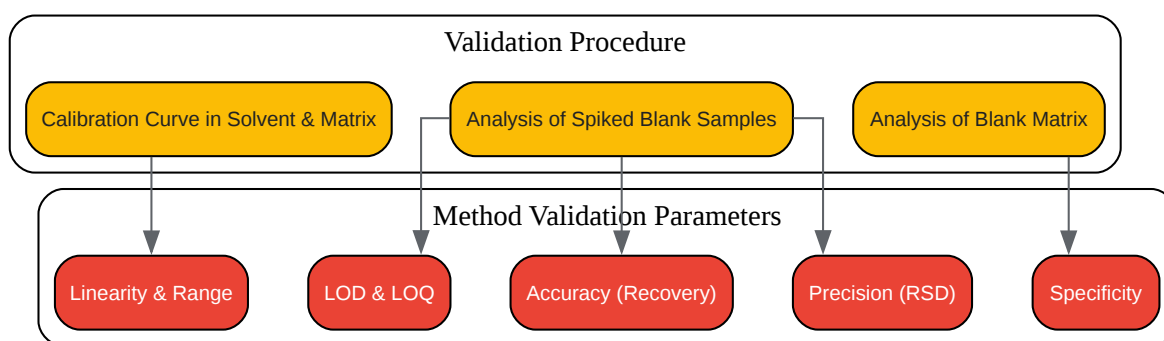 Validation Procedure
Calibration Curve in Solvent & Matrix
Analysis of Spiked Blank Samples
Analysis of Blank Matrix
Method Validation Parameters
Linearity & Range
LOD & LOQ
Accuracy (Recovery)
Precision (RSD)
Specificity